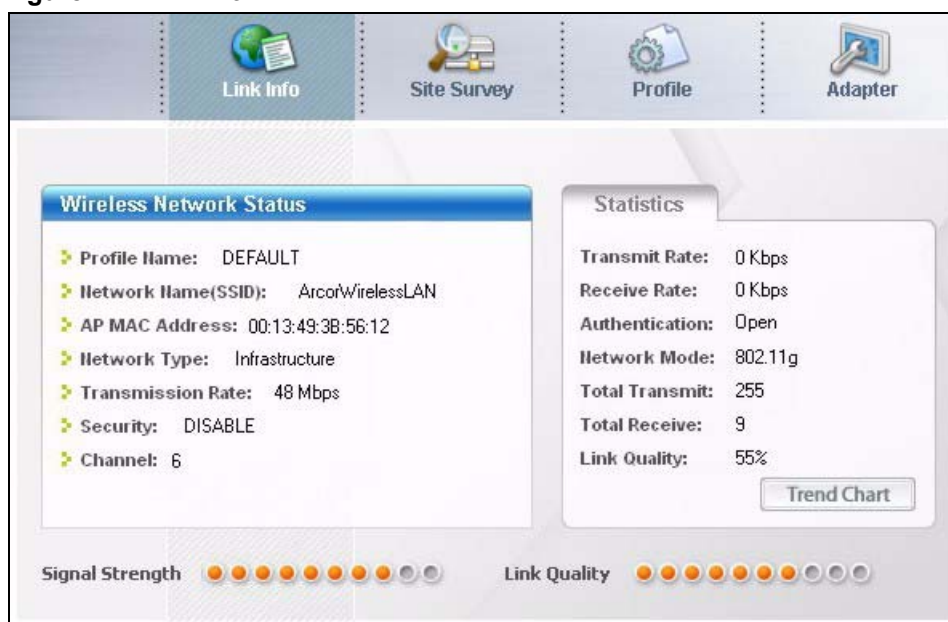 Link Info
Site Survey
Profile
Adapter
Wireless Network Status
Profile Name: DEFAULT
Network Name(SSID): ArcorWirelessLAN
AP MAC Address: 00:13:49:3B:56:12
Network Type: Infrastructure
Transmission Rate: 48 Mbps
Security: DISABLE
Channel: 6
Statistics
Transmit Rate: 0 Kbps
Receive Rate: 0 Kbps
Authentication: Open
Network Mode: 802.11g
Total Transmit: 255
Total Receive: 9
Link Quality: 55%
Trend Chart
Signal Strength
Link Quality